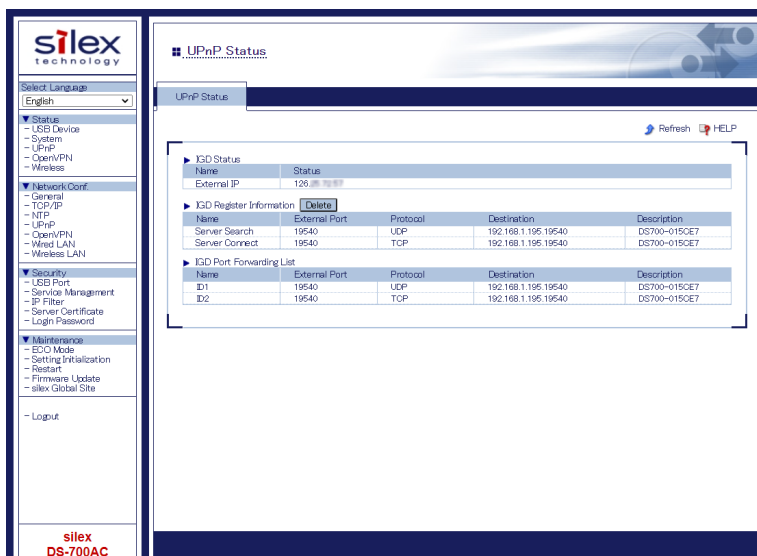 silex
technology
Select Language
English
▼ Status
- USB Device
- System
- UPnP
- OpenVPN
- Wireless
▼ Network Conf.
- General
- TCP/IP
- NTP
- UPnP
- OpenVPN
- Wired LAN
- Wireless LAN
▼ Security
- USB Port
- Service Management
- IP Filter
- Server Certificate
- Login Password
▼ Maintenance
- ECO Mode
- Setting Initialization
- Restart
- Firmware Update
- silex Global Site
- Logout
silex
DS-700AC
UPnP Status
UPnP Status
Refresh HELP
IGD Status
Name Status
External IP 126.
IGD Register Information Delete
Name External Port Protocol Destination Description
Server Search 19540 UDP 192.168.1.195.19540 DS700-015CE7
Server Connect 19540 TCP 192.168.1.195.19540 DS700-015CE7
IGD Port Forwarding List
Name External Port Protocol Destination Description
ID1 19540 UDP 192.168.1.195.19540 DS700-015CE7
ID2 19540 TCP 192.168.1.195.19540 DS700-015CE7